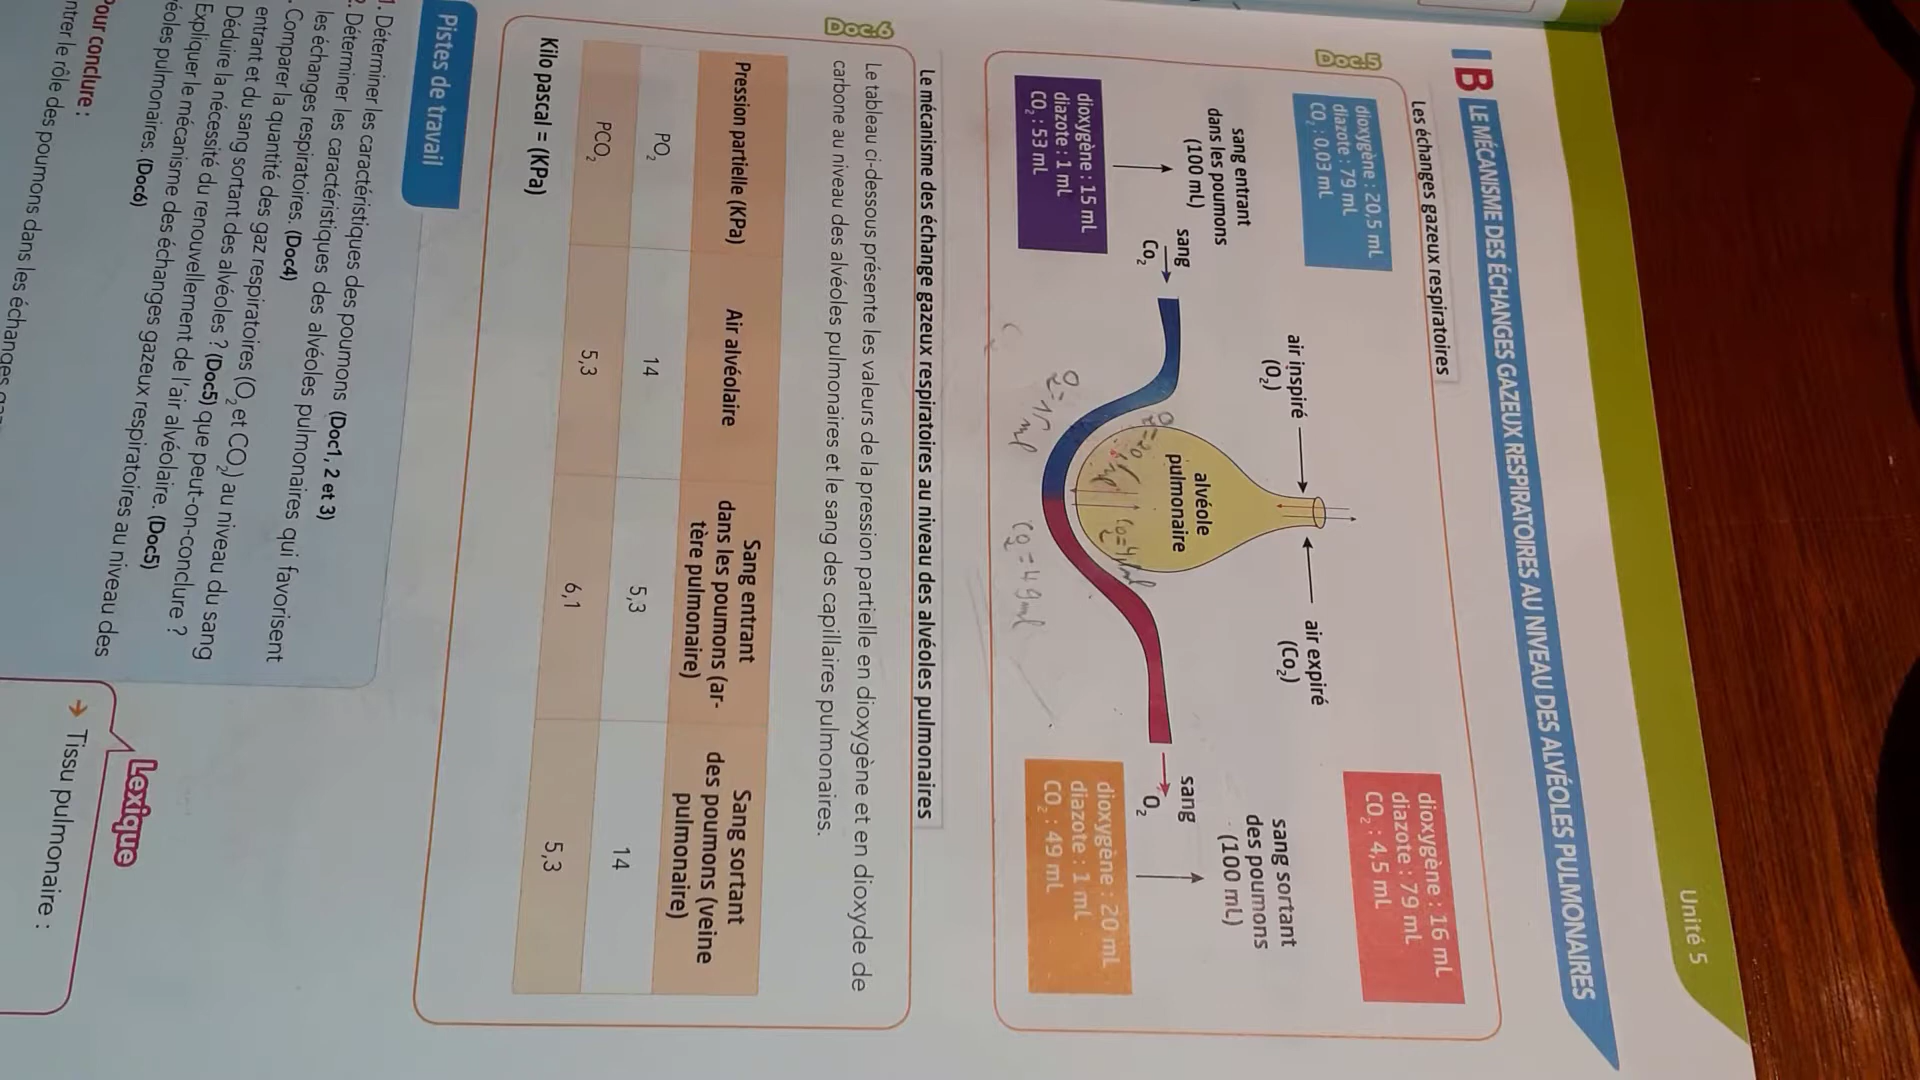 Unité 5
B LE MÉCANISME DES ÉCHANGES GAZEUX RESPIRATOIRES AU NIVEAU DES ALVÉOLES PULMONAIRES
Doc.5
Les échanges gazeux respiratoires
dioxygène : 20,5 mL
diazote : 79 mL
CO2 : 0,03 mL
air inspiré
(O2)
air expiré
(Co2)
dioxygène : 16 mL
diazote : 79 mL
CO2 : 4,5 mL
sang entrant
dans les poumons
(100 mL)
sang
Co2
alvéole
pulmonaire
sang
O2
sang sortant
des poumons
(100 mL)
dioxygène : 15 mL
diazote : 1 mL
CO2 : 53 mL
O2=15ml
CO2=49ml
dioxygène : 20 mL
diazote : 1 mL
CO2 : 49 mL
Doc.6
Le mécanisme des échange gazeux respiratoires au niveau des alvéoles pulmonaires
Le tableau ci-dessous présente les valeurs de la pression partielle en dioxygène et en dioxyde de
carbone au niveau des alvéoles pulmonaires et le sang des capillaires pulmonaires.
Pression partielle (KPa)
Air alvéolaire
Sang entrant
dans les poumons (ar-
tère pulmonaire)
Sang sortant
des poumons (veine
pulmonaire)
PO2 14 5,3 14
PCO2 5,3 6,1 5,3
Kilo pascal = (KPa)
Pistes de travail
1. Déterminer les caractéristiques des poumons (Doc1, 2 et 3)
2. Déterminer les caractéristiques des alvéoles pulmonaires qui favorisent
les échanges respiratoires. (Doc4)
. Comparer la quantité des gaz respiratoires (O2 et CO2) au niveau du sang
entrant et du sang sortant des alvéoles ? (Doc5) que peut-on-conclure ?
Déduire la nécessité du renouvellement de l'air alvéolaire. (Doc5)
Expliquer le mécanisme des échanges gazeux respiratoires au niveau des
éoles pulmonaires. (Doc6)
Pour conclure :
ntrer le rôle des poumons dans les échanges
Lexique
→ Tissu pulmonaire :